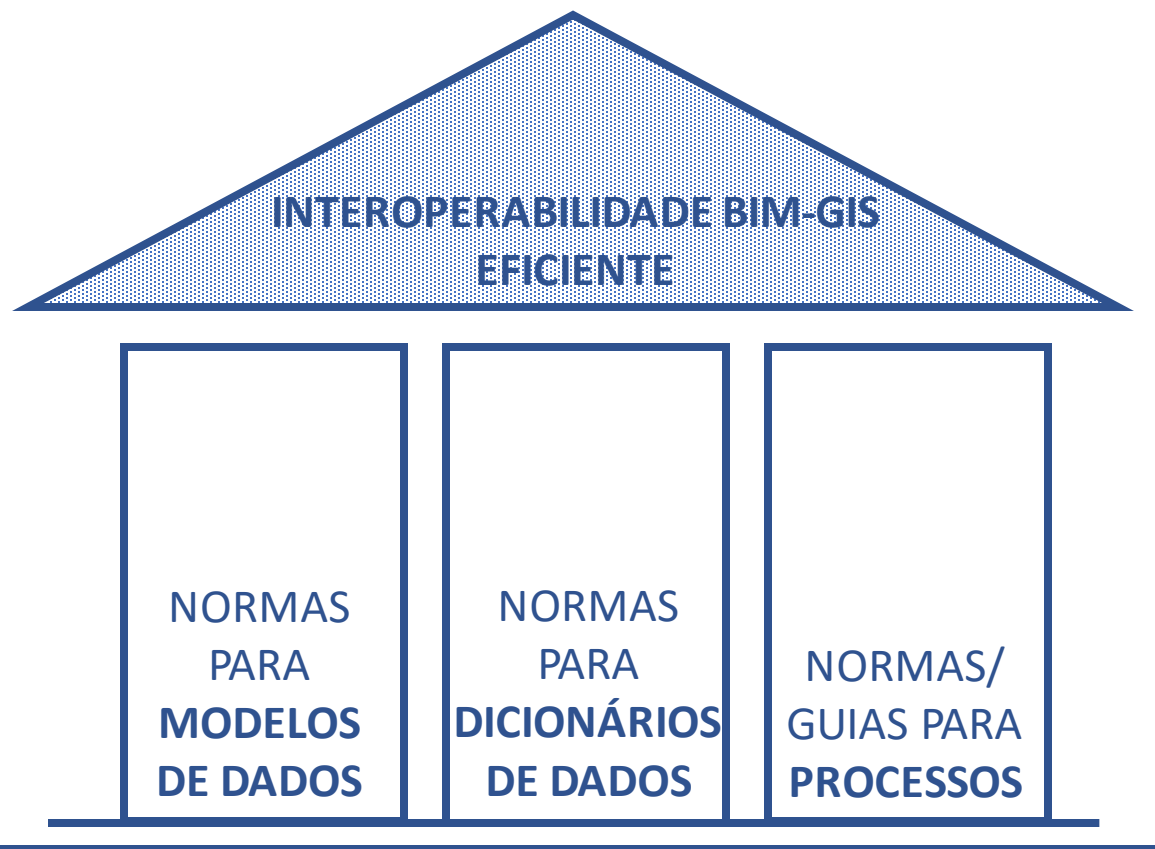 INTEROPERABILIDADE BIM-GIS
EFICIENTE
NORMAS
PARA
MODELOS
DE DADOS
NORMAS
PARA
DICIONÁRIOS
DE DADOS
NORMAS/
GUIAS PARA
PROCESSOS